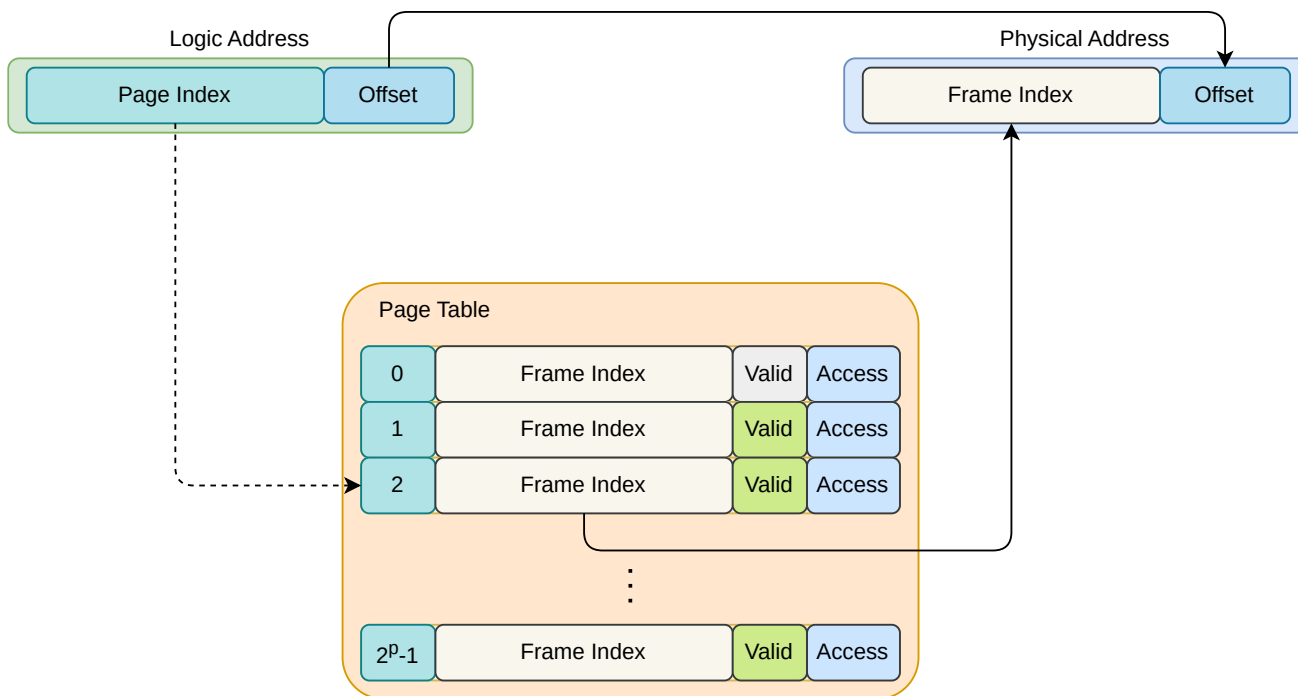 Logic Address
Physical Address
Page Index Offset
Frame Index Offset
Page Table
0 Frame Index Valid Access
1 Frame Index Valid Access
2 Frame Index Valid Access
⋮
2ᵖ-1 Frame Index Valid Access